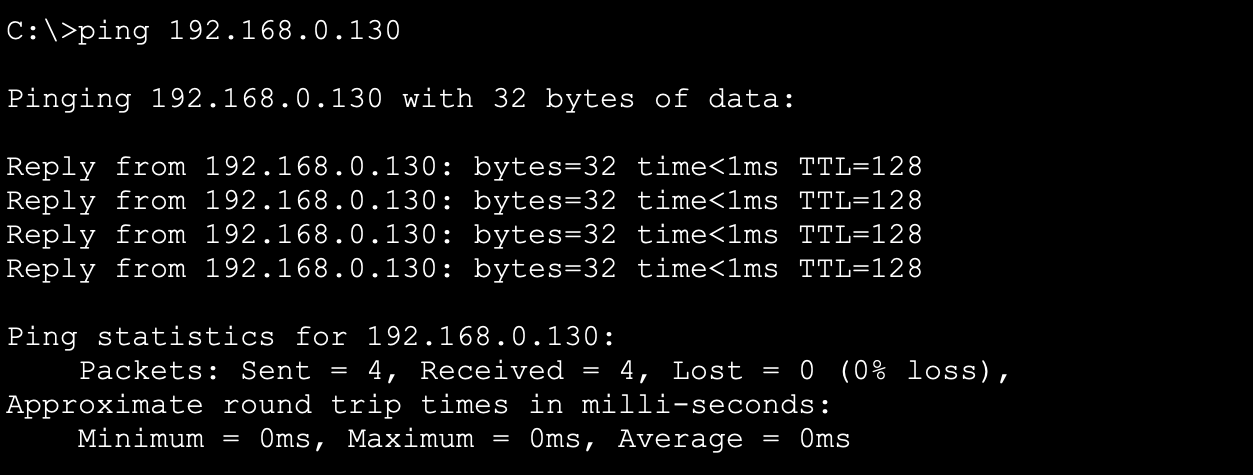 C:\>ping 192.168.0.130
Pinging 192.168.0.130 with 32 bytes of data:
Reply from 192.168.0.130: bytes=32 time<1ms TTL=128
Reply from 192.168.0.130: bytes=32 time<1ms TTL=128
Reply from 192.168.0.130: bytes=32 time<1ms TTL=128
Reply from 192.168.0.130: bytes=32 time<1ms TTL=128
Ping statistics for 192.168.0.130:
    Packets: Sent = 4, Received = 4, Lost = 0 (0% loss),
Approximate round trip times in milli-seconds:
    Minimum = 0ms, Maximum = 0ms, Average = 0ms